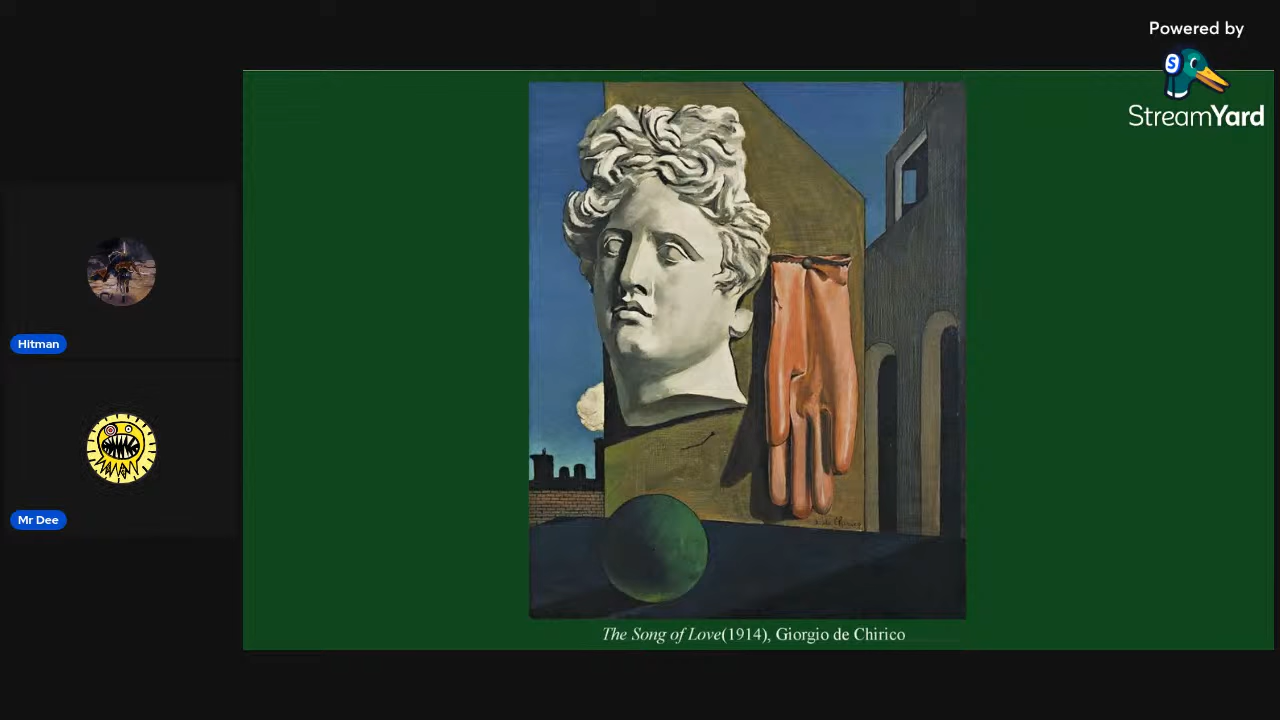 Powered by
StreamYard
Hitman
Mr Dee
The Song of Love(1914), Giorgio de Chirico